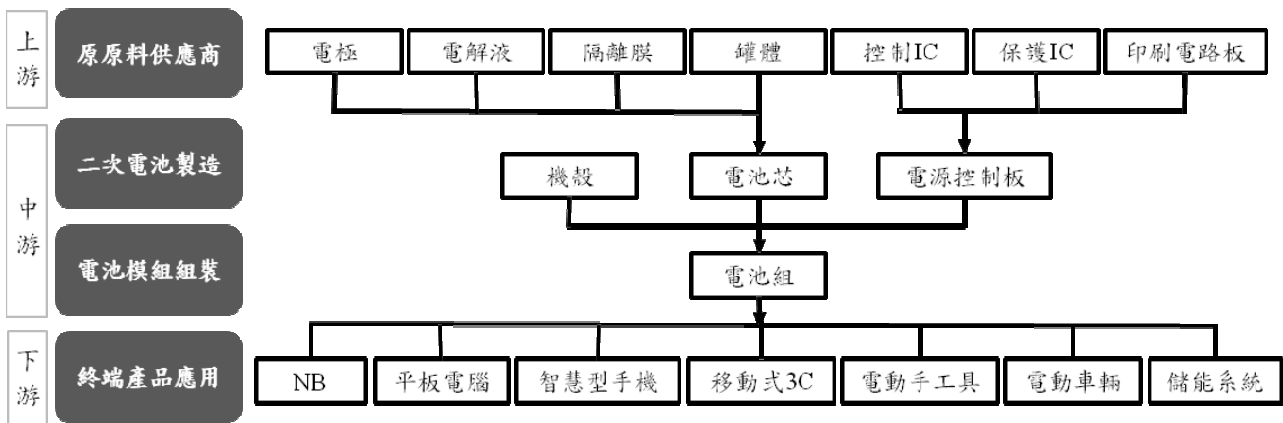 上游
原原料供應商
電極
電解液
隔離膜
罐體
控制IC
保護IC
印刷電路板
中游
二次電池製造
機殼
電池芯
電源控制板
電池模組組裝
電池組
下游
終端產品應用
NB
平板電腦
智慧型手機
移動式3C
電動手工具
電動車輛
儲能系統